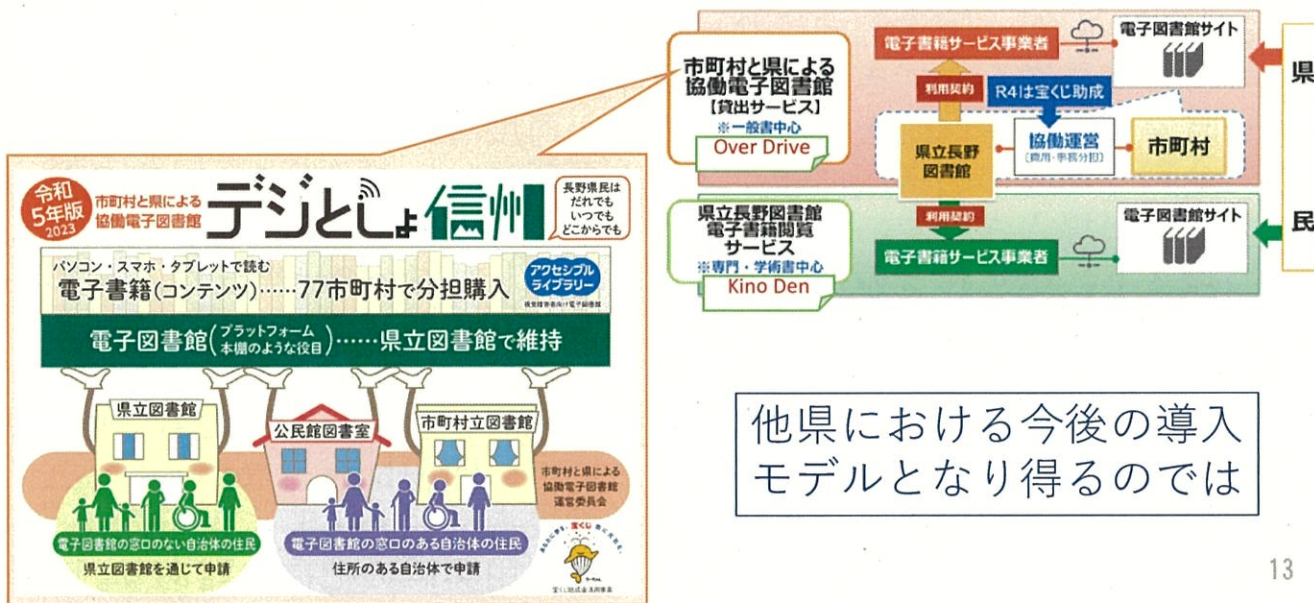 市町村と県による
協働電子図書館
【貸出サービス】
※一般書中心
Over Drive
電子書籍サービス事業者
電子図書館サイト
利用契約
R4は宝くじ助成
県立長野
図書館
協働運営
(費用・事務分担)
市町村
県
県立長野図書館
電子書籍閲覧
サービス
※専門・学術書中心
Kino Den
利用契約
電子書籍サービス事業者
電子図書館サイト
民
令和
5年版
2023
市町村と県による
協働電子図書館
デジとしょ信州
長野県民は
だれでも
いつでも
どこからでも
パソコン・スマホ・タブレットで読む
電子書籍(コンテンツ)……77市町村で分担購入
アクセシブル
ライブラリー
視覚障害者向け電子図書館
電子図書館(プラットフォーム
本棚のような役目)……県立図書館で維持
県立図書館
公民館図書室
市町村立図書館
市町村と県による
協働電子図書館
運営委員会
電子図書館の窓口のない自治体の住民
県立図書館を通じて申請
電子図書館の窓口のある自治体の住民
住所のある自治体で申請
宝くじ
他県における今後の導入
モデルとなり得るのでは
13